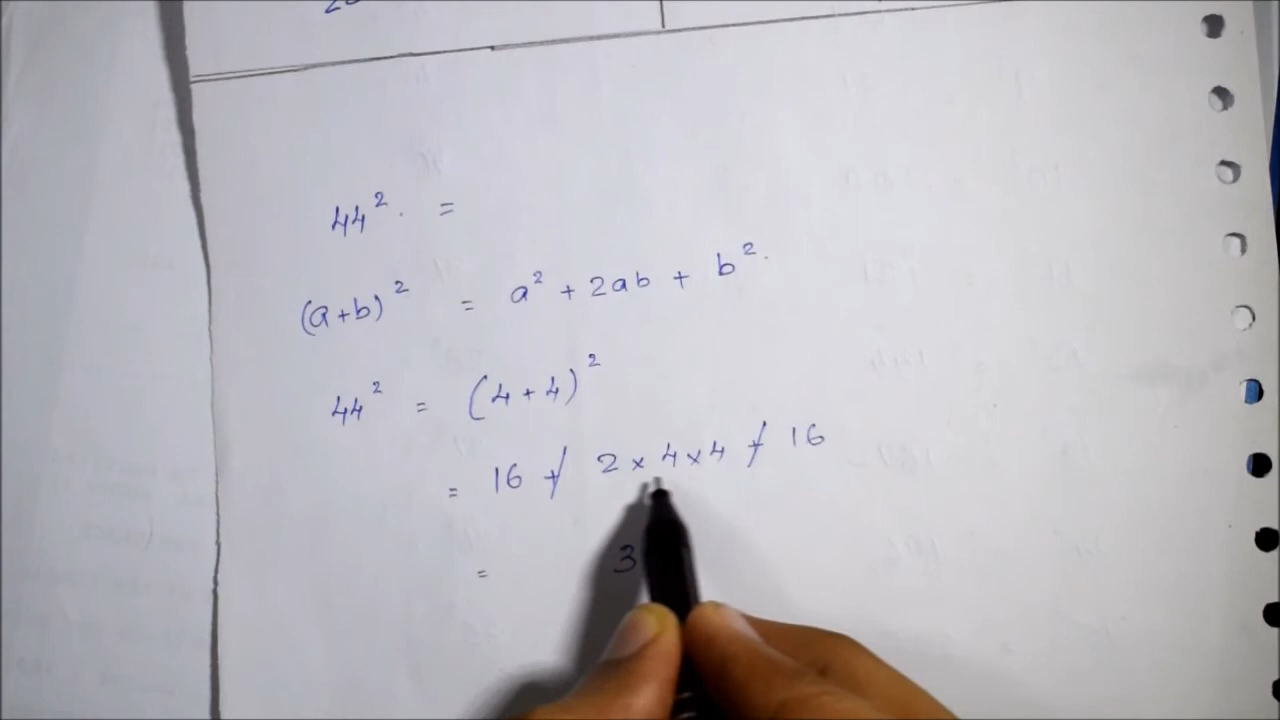 44² . =
(a+b)² = a² + 2ab + b² .
44² = (4+4)²
= 16 +/ 2 × 4 × 4 +/ 16
= 3